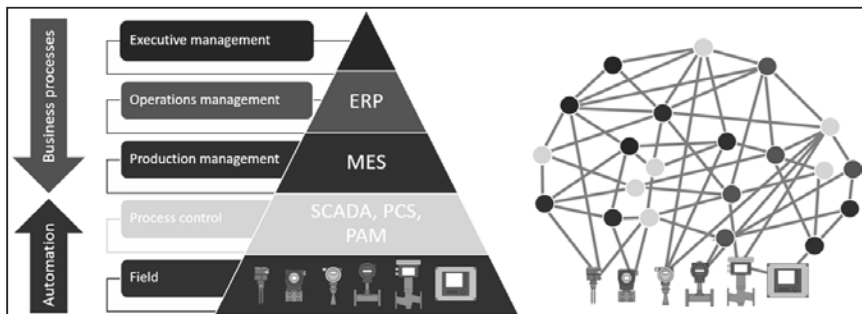 Business processes
Automation
Executive management
Operations management
Production management
Process control
Field
ERP
MES
SCADA, PCS,
PAM